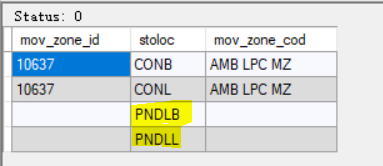 Status: 0
mov_zone_id stoloc mov_zone_cod
10637 CONB AMB LPC MZ
10637 CONL AMB LPC MZ
PNDLB
PNDLL